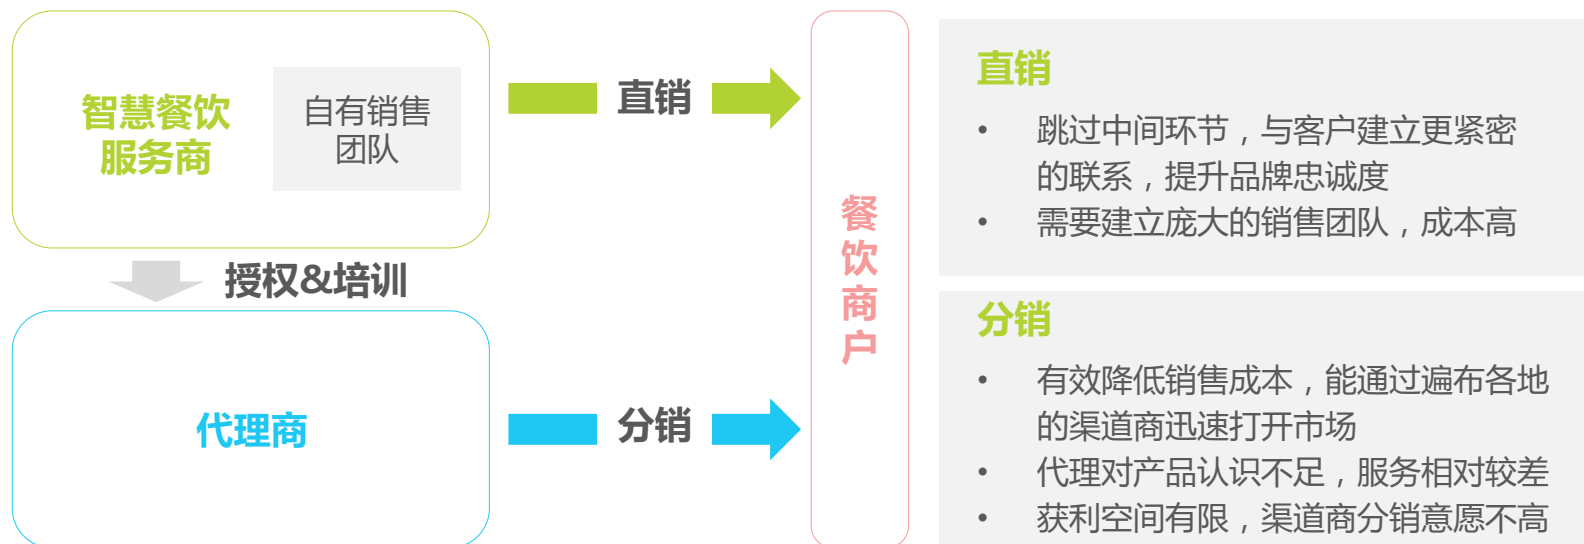 智慧餐饮
服务商
自有销售
团队
直销
授权&培训
代理商
分销
餐饮商户
直销
• 跳过中间环节，与客户建立更紧密
的联系，提升品牌忠诚度
• 需要建立庞大的销售团队，成本高
分销
• 有效降低销售成本，能通过遍布各地
的渠道商迅速打开市场
• 代理对产品认识不足，服务相对较差
• 获利空间有限，渠道商分销意愿不高